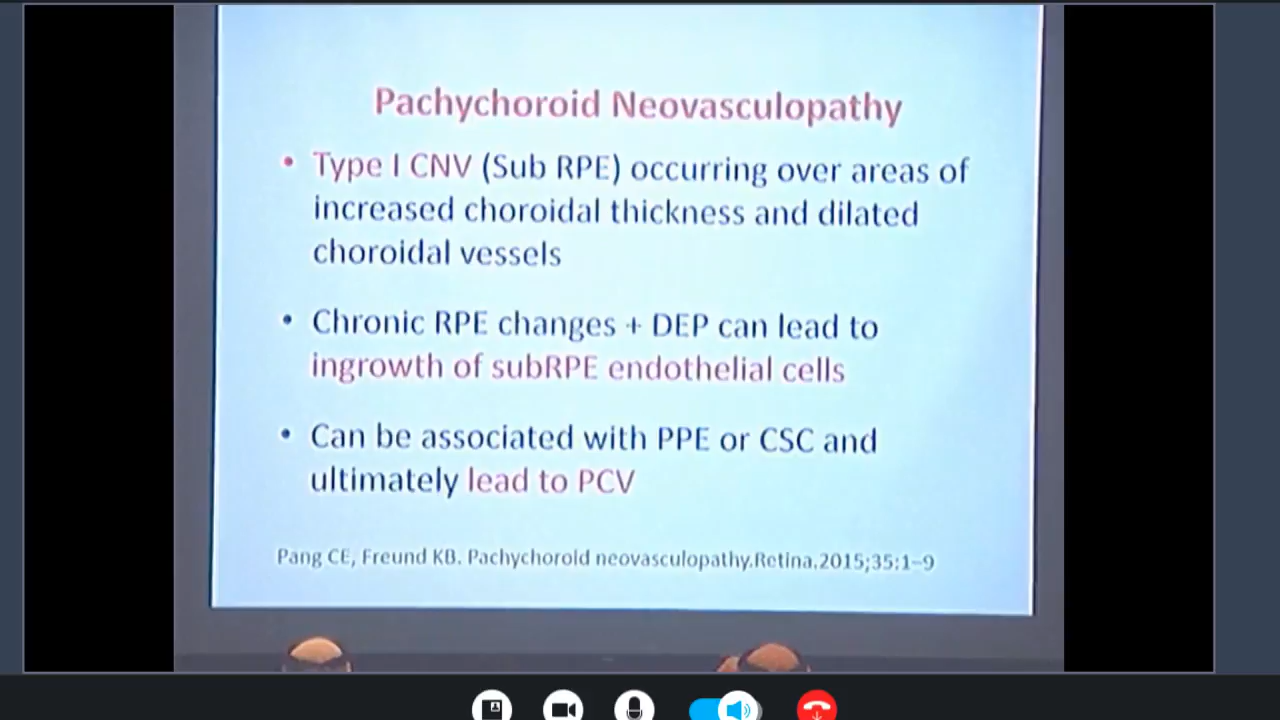 Pachychoroid Neovasculopathy
• Type I CNV (Sub RPE) occurring over areas of
increased choroidal thickness and dilated
choroidal vessels
• Chronic RPE changes + DEP can lead to
ingrowth of subRPE endothelial cells
• Can be associated with PPE or CSC and
ultimately lead to PCV
Pang CE, Freund KB. Pachychoroid neovasculopathy.Retina.2015;35:1–9